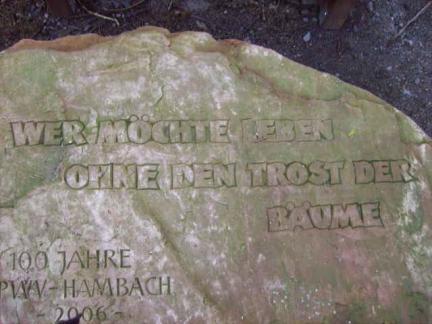 WER MÖCHTE LEBEN
OHNE DEN TROST DER
BÄUME
100 JAHRE
PWV-HAMBACH
- 2006 -